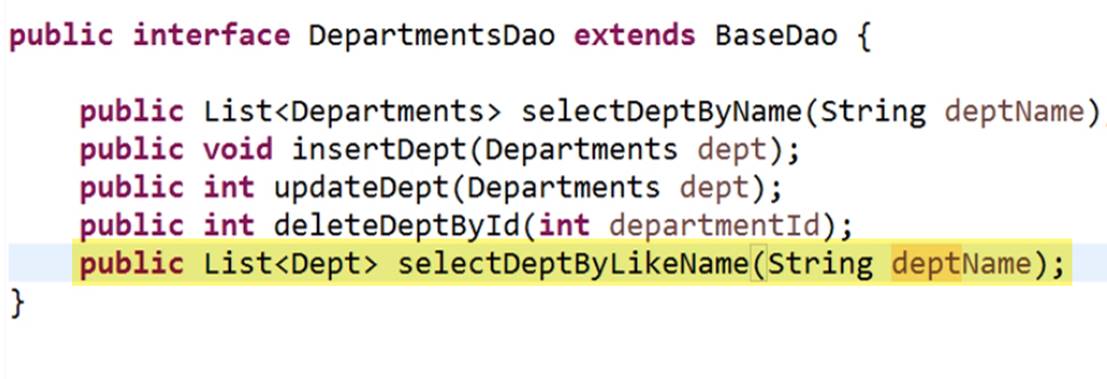 public interface DepartmentsDao extends BaseDao {
public List<Departments> selectDeptByName(String deptName)
public void insertDept(Departments dept);
public int updateDept(Departments dept);
public int deleteDeptById(int departmentId);
public List<Dept> selectDeptByLikeName(String deptName);
}